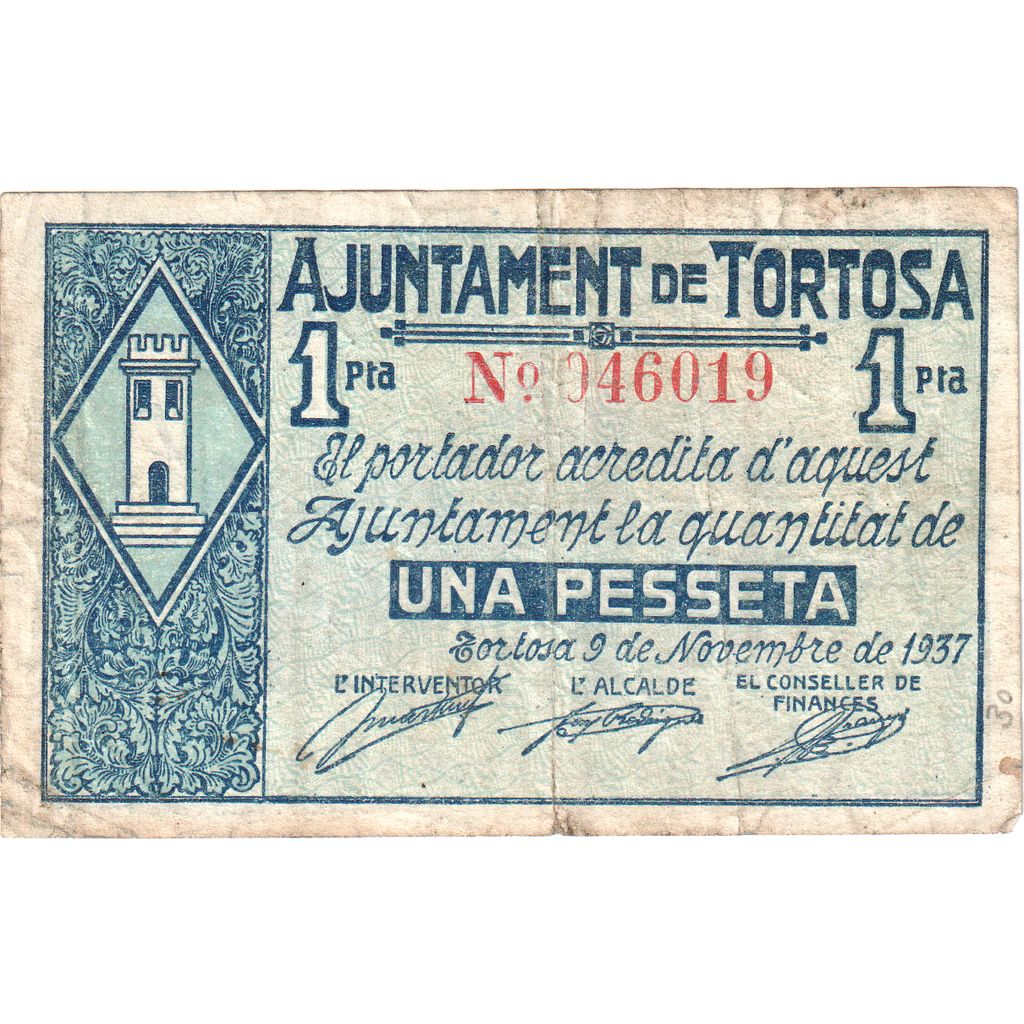 AJUNTAMENT DE TORTOSA
1 Pta Nº 046019 1 Pta
El portador acredita d'aquest
Ajuntament la quantitat de
UNA PESSETA
Tortosa 9 de Novembre de 1937
L'INTERVENTOR L'ALCALDE EL CONSELLER DE
FINANCES
30